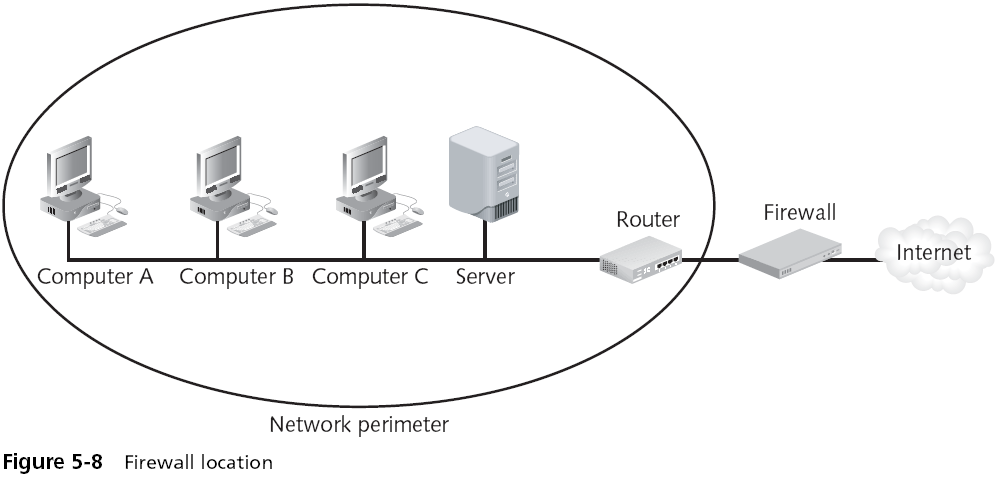 Firewall
Router
Internet
Computer A Computer B Computer C Server
Network perimeter
Figure 5-8 Firewall location